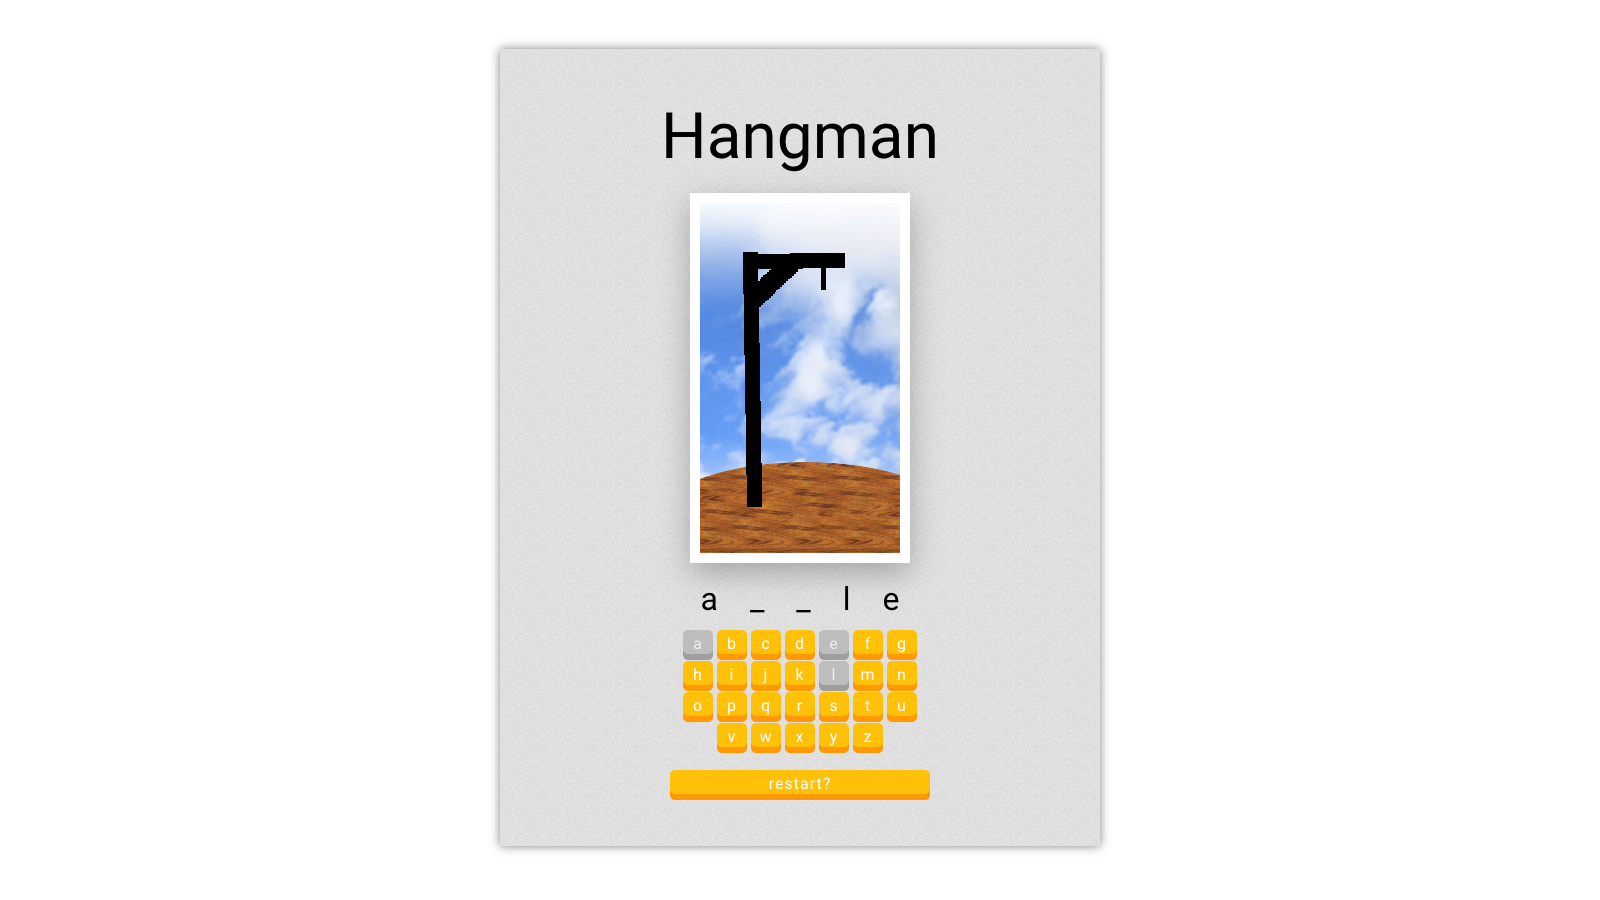 Hangman
a _ _ l e
a b c d e f g
h i j k l m n
o p q r s t u
v w x y z
restart?